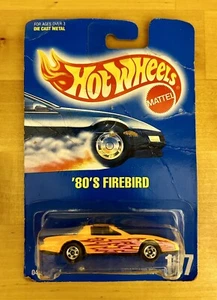 FOR AGES OVER 3
DIE CAST METAL
Hot Wheels
MATTEL
'80'S FIREBIRD